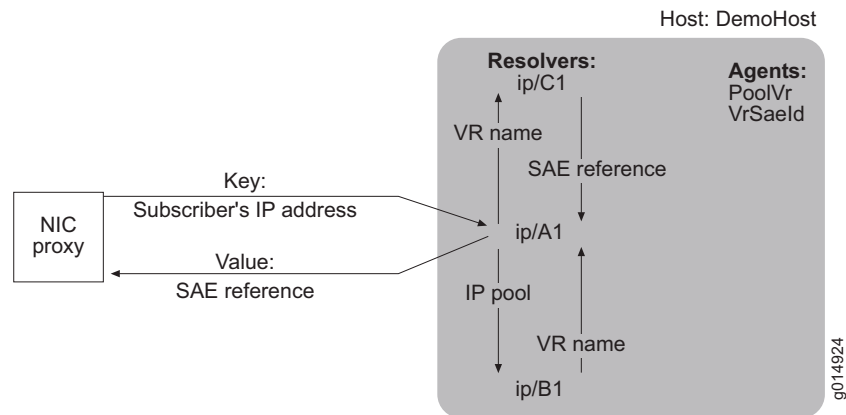 Host: DemoHost
Resolvers:
ip/C1
Agents:
PoolVr
VrSaeId
VR name
SAE reference
Key:
Subscriber's IP address
NIC
proxy
ip/A1
Value:
SAE reference
IP pool
VR name
ip/B1
g014924